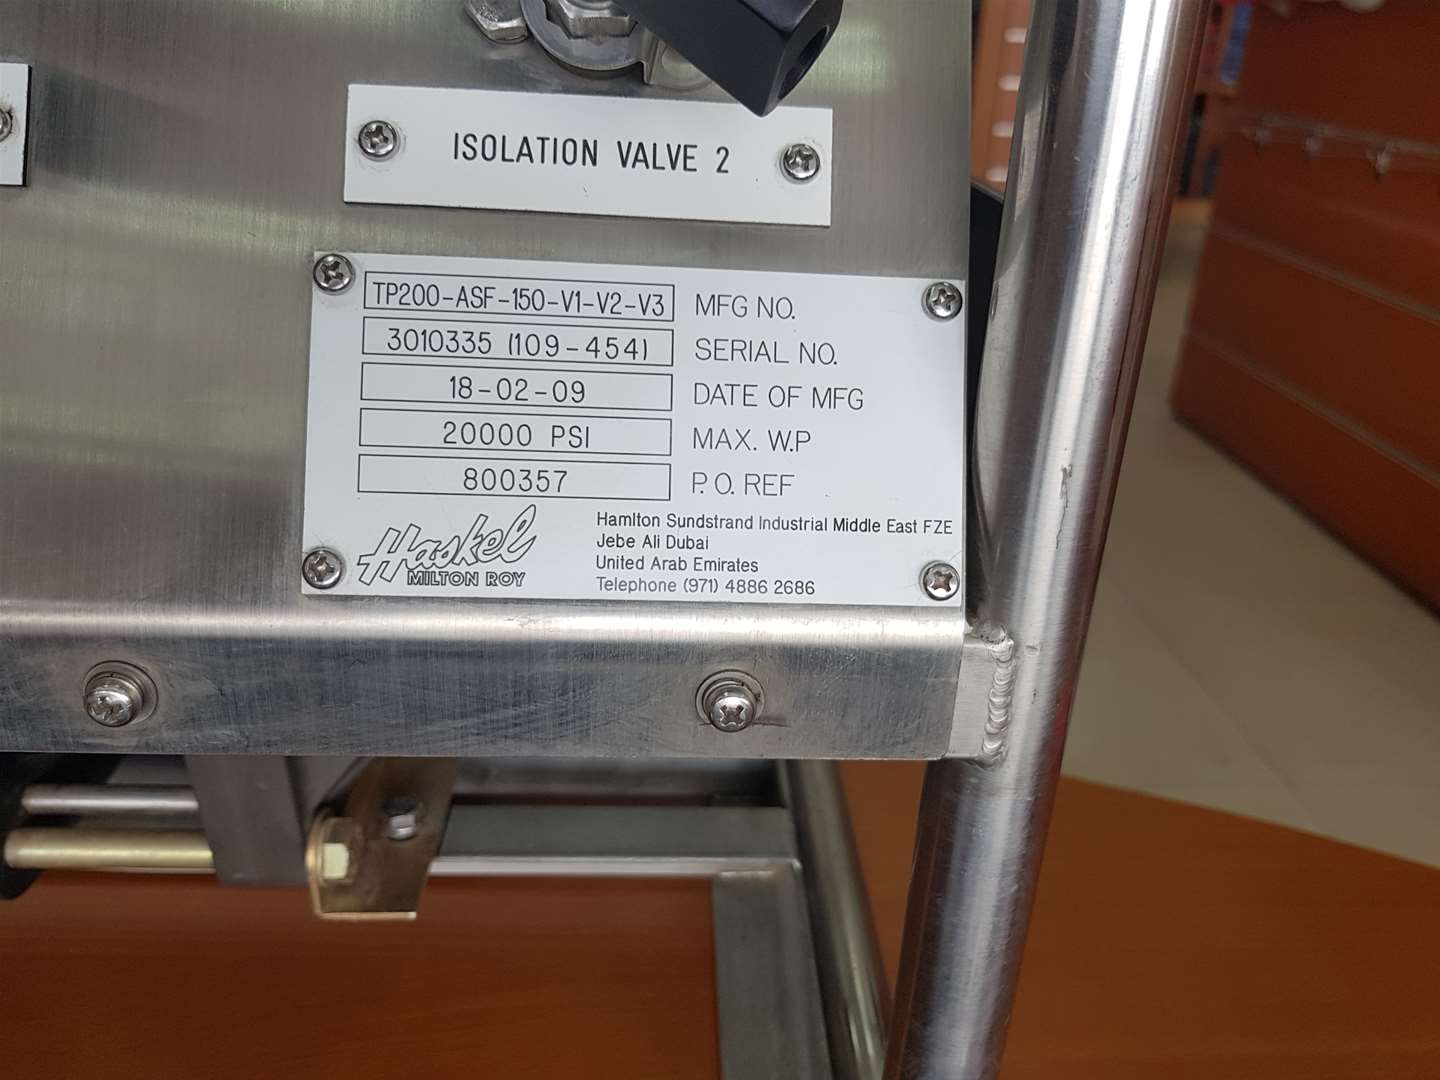 ISOLATION VALVE 2
TP200-ASF-150-V1-V2-V3 MFG NO.
3010335 (109-454) SERIAL NO.
18-02-09 DATE OF MFG
20000 PSI MAX. W.P
800357 P.O. REF
Haskel
MILTON ROY
Hamlton Sundstrand Industrial Middle East FZE
Jebe Ali Dubai
United Arab Emirates
Telephone (971) 4886 2686